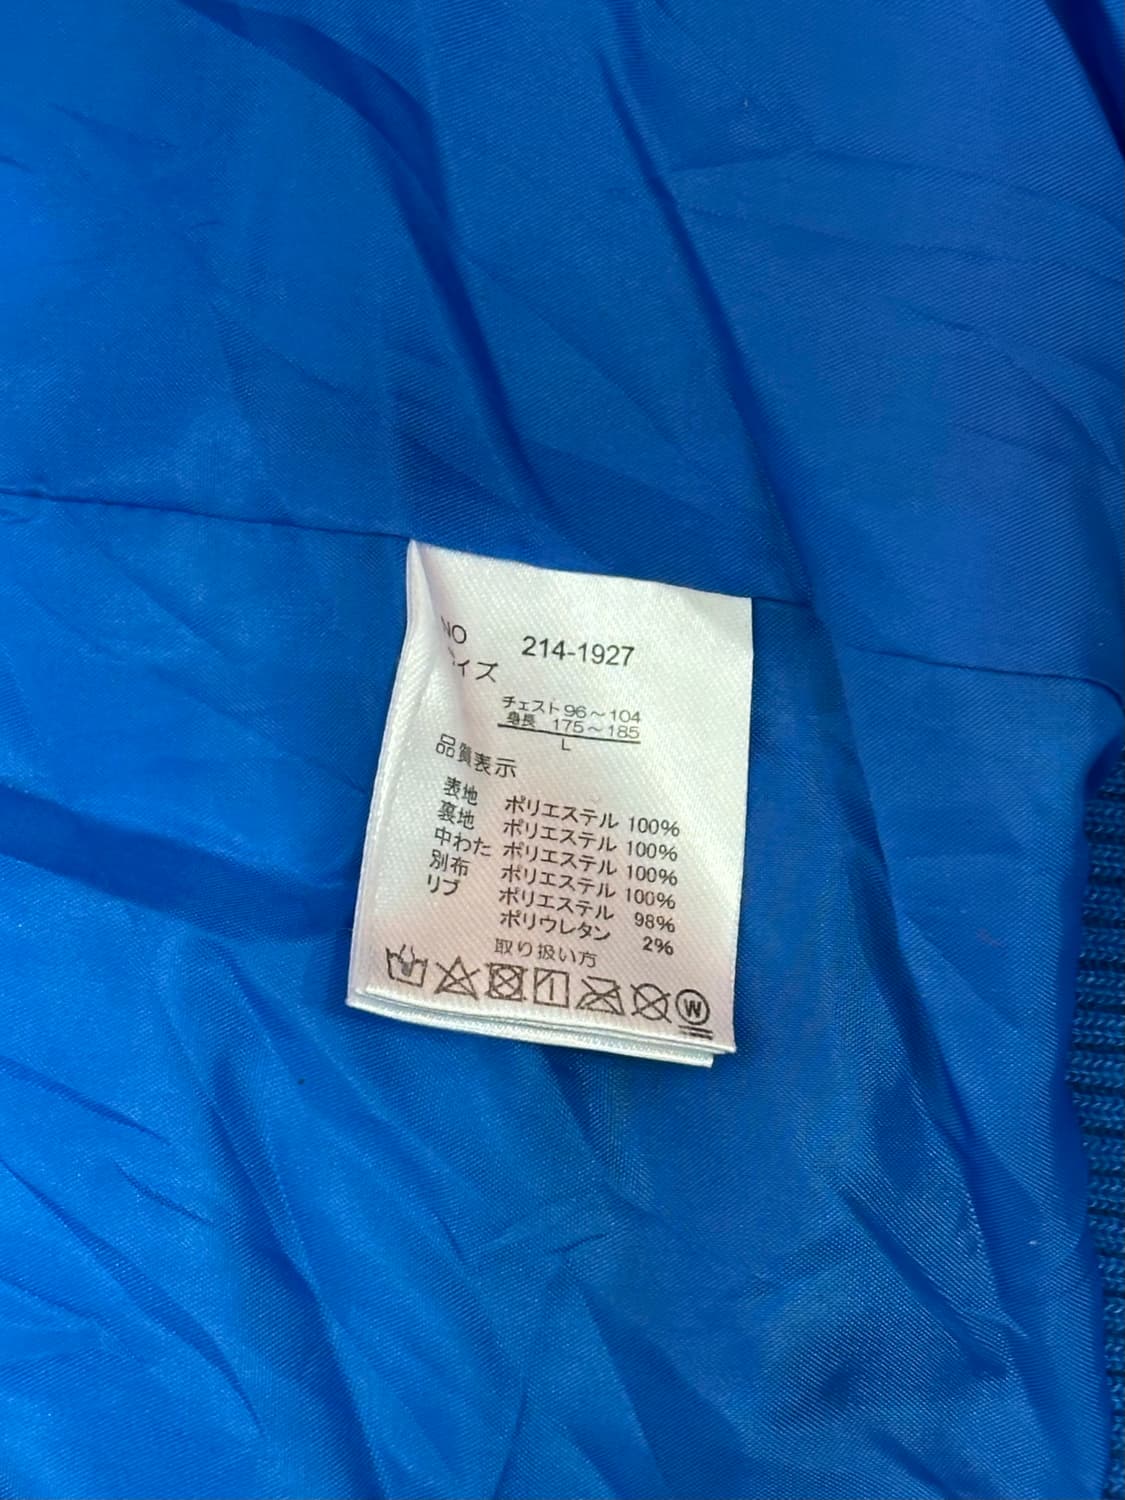 NO 214-1927
サイズ
チェスト96～104
身長 175～185
L
品質表示
表地 ポリエステル 100%
裏地 ポリエステル 100%
中わた ポリエステル 100%
別布 ポリエステル 100%
リブ ポリエステル 98%
ポリウレタン 2%
取り扱い方
W